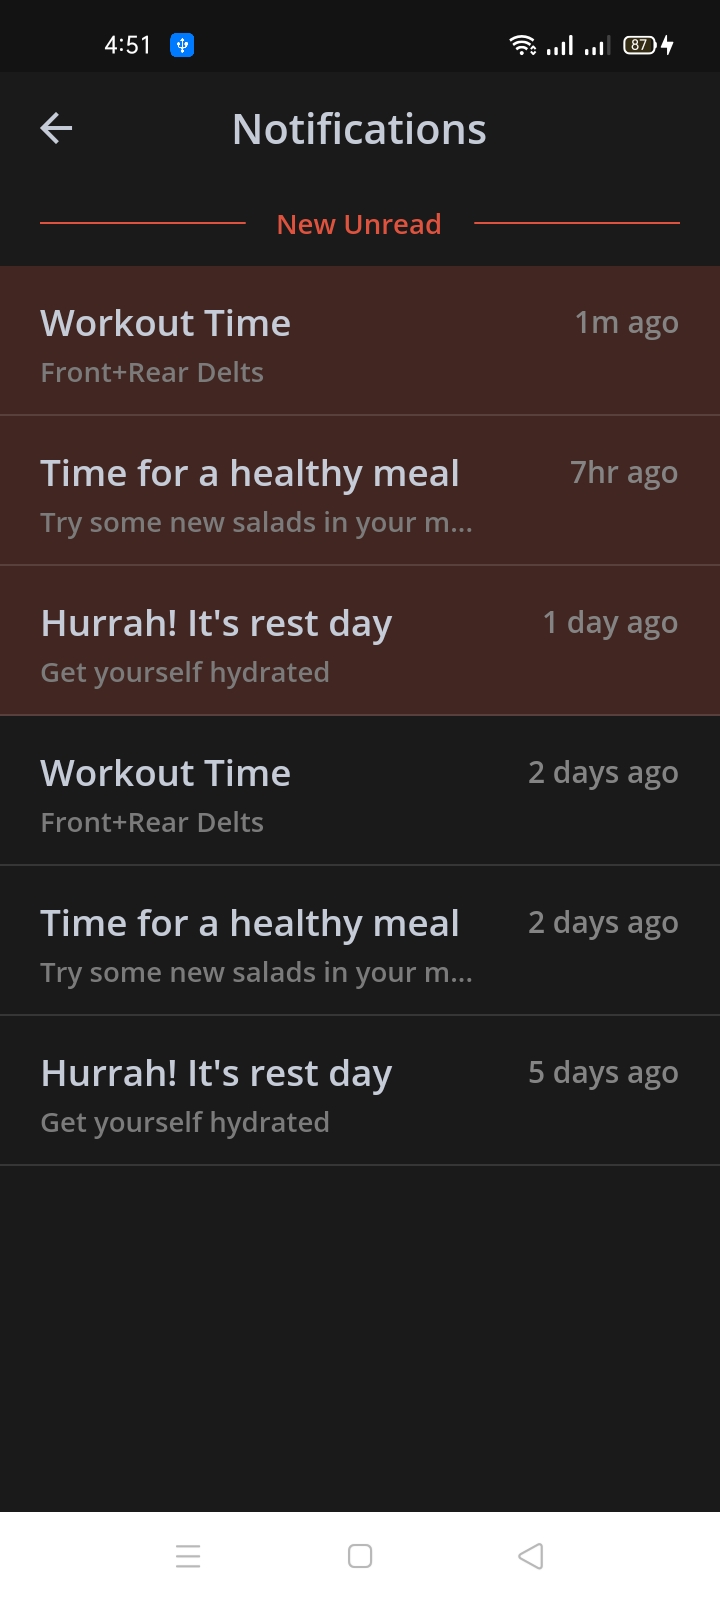 4:51
87
Notifications
New Unread
Workout Time
1m ago
Front+Rear Delts
Time for a healthy meal
7hr ago
Try some new salads in your m...
Hurrah! It's rest day
1 day ago
Get yourself hydrated
Workout Time
2 days ago
Front+Rear Delts
Time for a healthy meal
2 days ago
Try some new salads in your m...
Hurrah! It's rest day
5 days ago
Get yourself hydrated